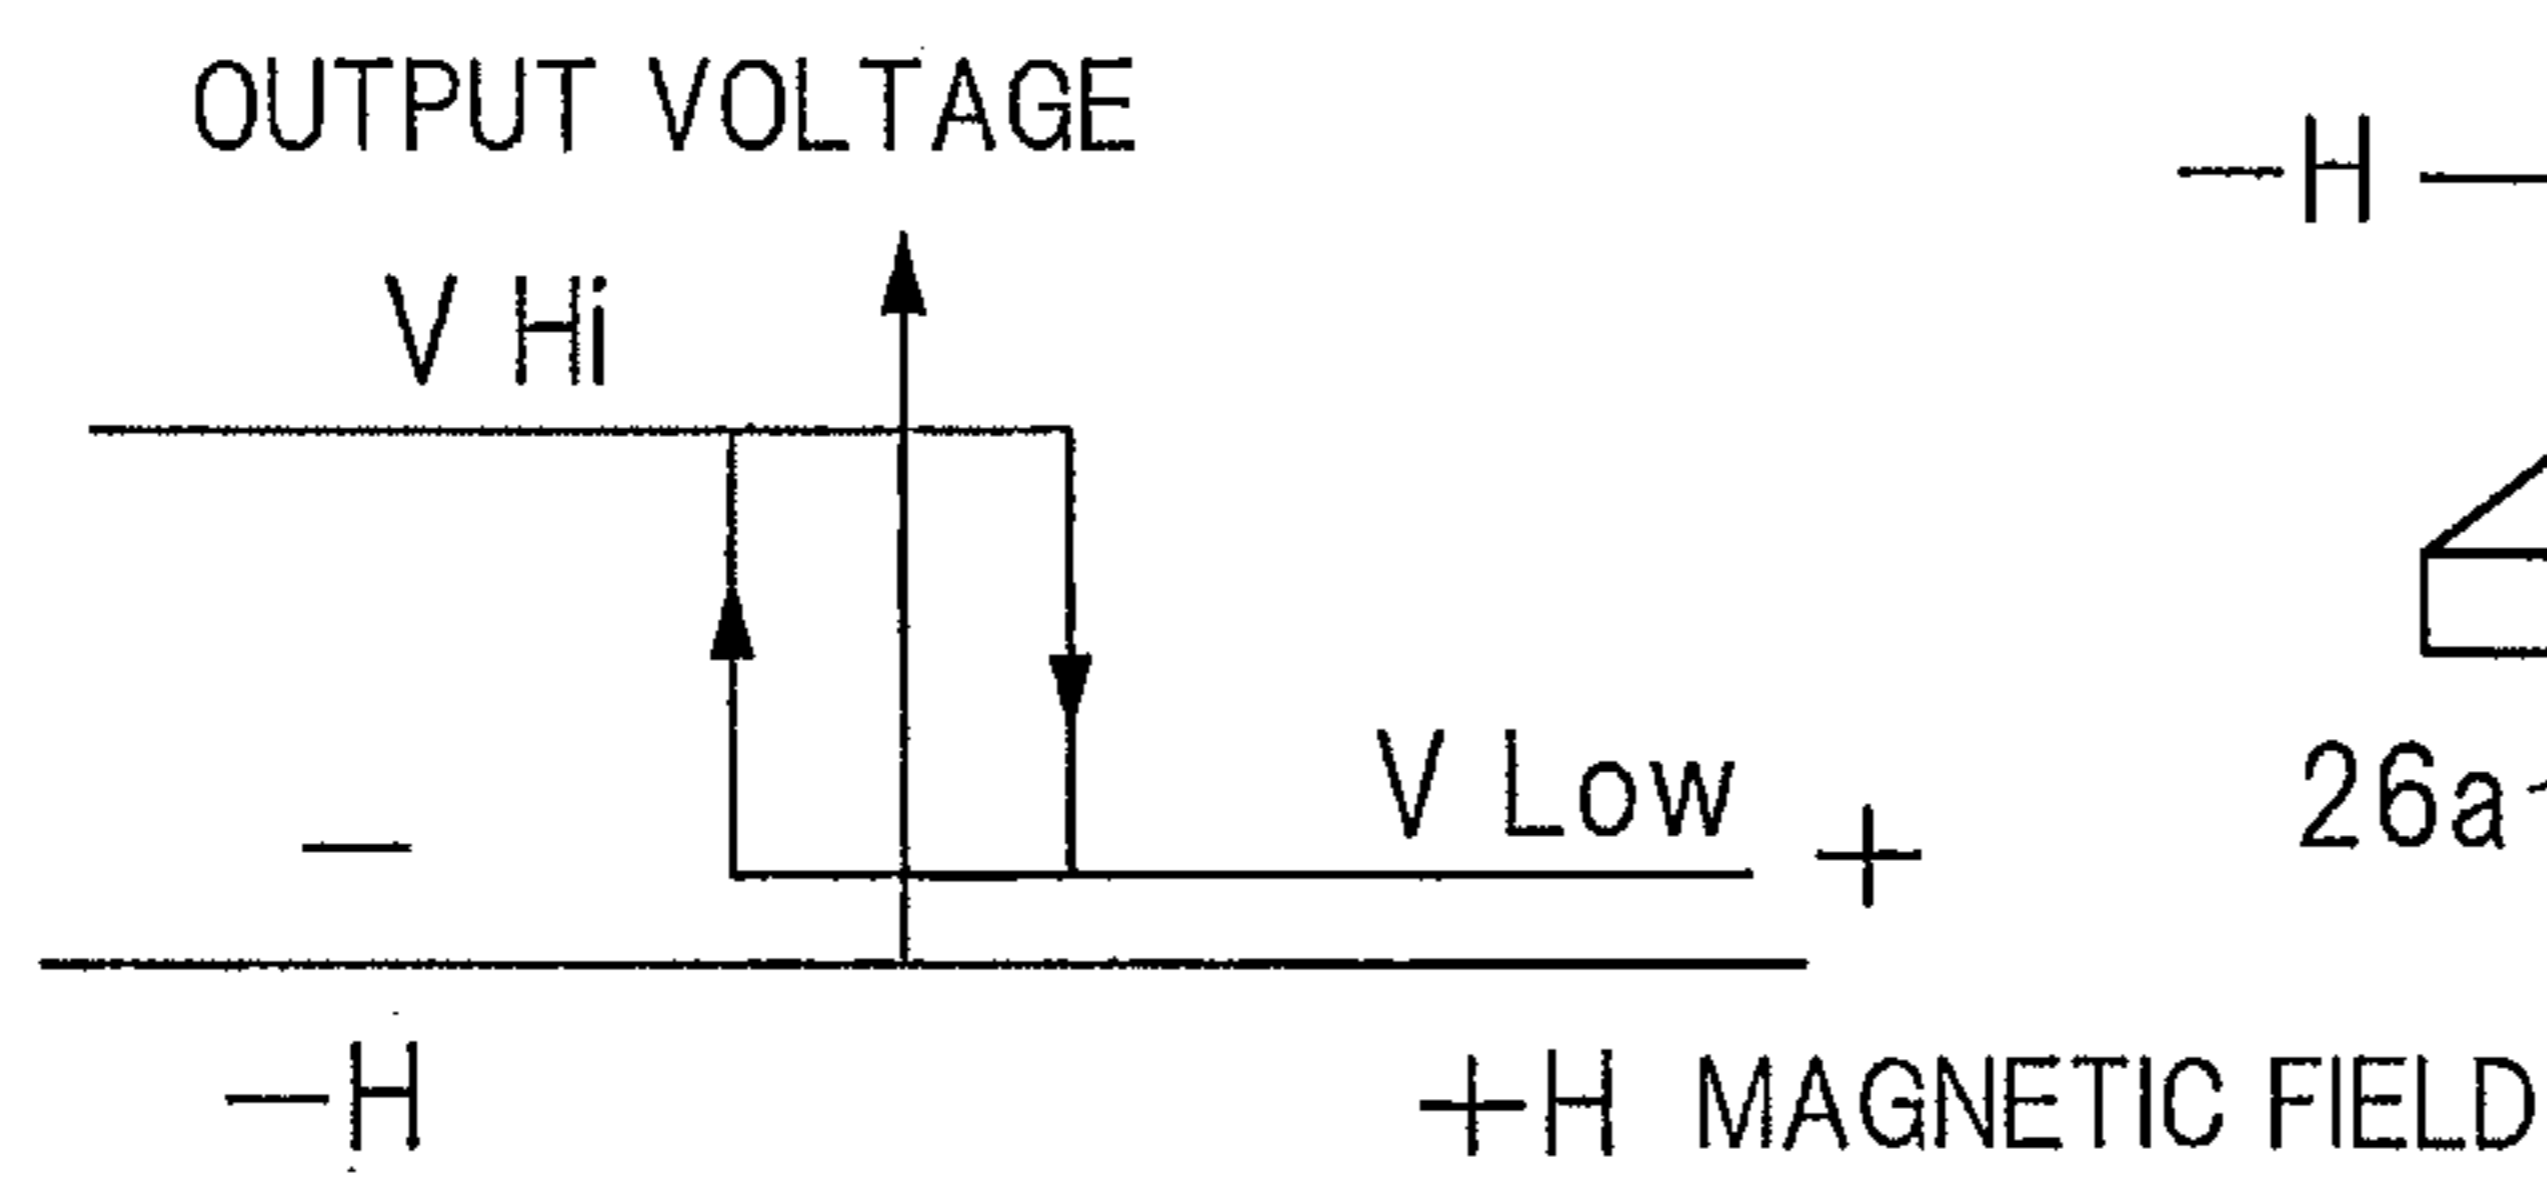 OUTPUT VOLTAGE
−H
V Hi
V Low
−
+
26a
−H
+H MAGNETIC FIELD